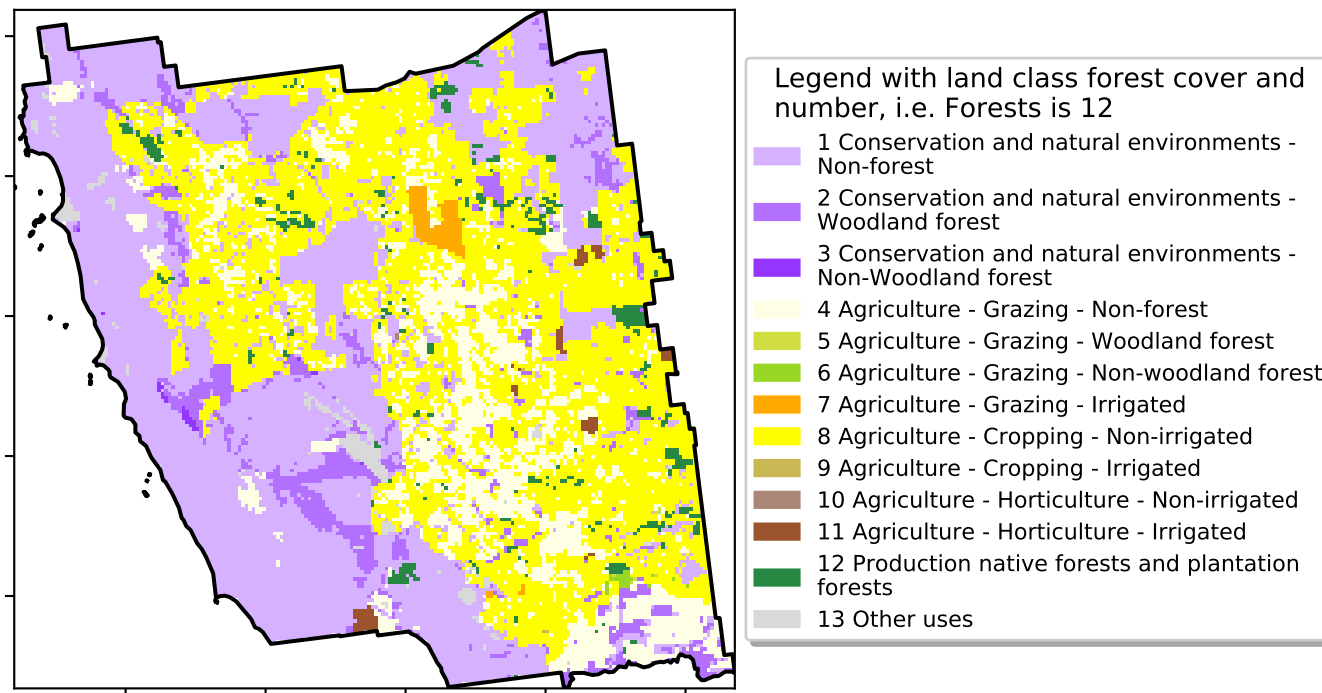 Legend with land class forest cover and
number, i.e. Forests is 12
1 Conservation and natural environments -
Non-forest
2 Conservation and natural environments -
Woodland forest
3 Conservation and natural environments -
Non-Woodland forest
4 Agriculture - Grazing - Non-forest
5 Agriculture - Grazing - Woodland forest
6 Agriculture - Grazing - Non-woodland forest
7 Agriculture - Grazing - Irrigated
8 Agriculture - Cropping - Non-irrigated
9 Agriculture - Cropping - Irrigated
10 Agriculture - Horticulture - Non-irrigated
11 Agriculture - Horticulture - Irrigated
12 Production native forests and plantation
forests
13 Other uses